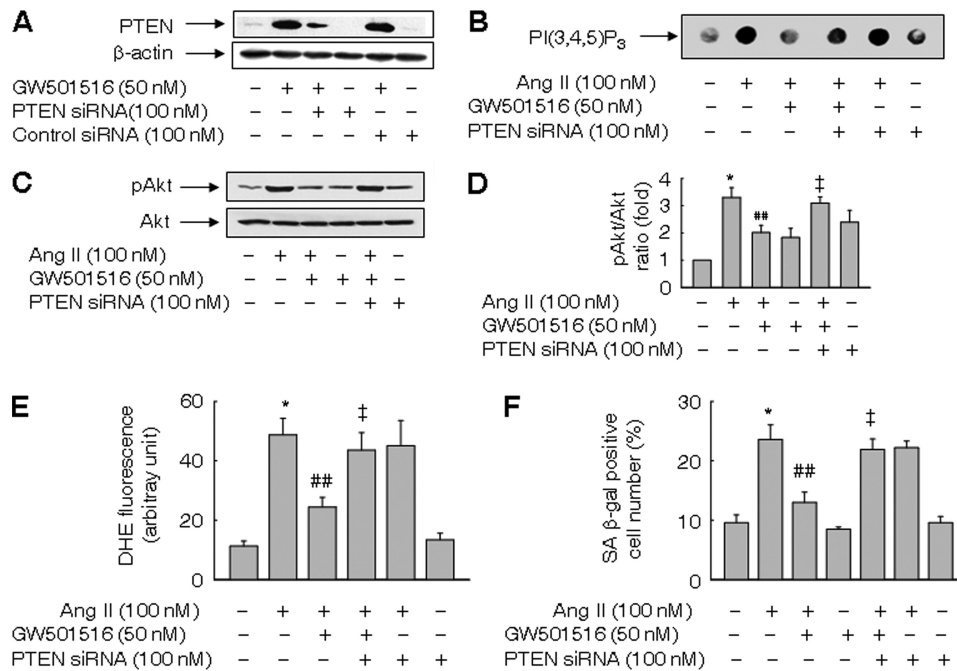 A
PTEN
β-actin
GW501516 (50 nM) – + + – + –
PTEN siRNA(100 nM) – – + + – –
Control siRNA (100 nM) – – – – + +
B
PI(3,4,5)P3
Ang II (100 nM) – + + + + –
GW501516 (50 nM) – – + + – –
PTEN siRNA (100 nM) – – – + + +
C
pAkt
Akt
Ang II (100 nM) – + + – + –
GW501516 (50 nM) – – + + + –
PTEN siRNA (100 nM) – – – – + +
D
pAkt/Akt
ratio (fold)
4
3
2
1
0
* ## ‡
Ang II (100 nM) – + + – + –
GW501516 (50 nM) – – + + + –
PTEN siRNA (100 nM) – – – – + +
E
DHE fluorescence
(arbitray unit)
60
40
20
0
* ## ‡
Ang II (100 nM) – + + + + –
GW501516 (50 nM) – – + + – –
PTEN siRNA (100 nM) – – – + + +
F
SA β-gal positive
cell number (%)
30
20
10
0
* ## ‡
Ang II (100 nM) – + + – + + –
GW501516 (50 nM) – – + + + – –
PTEN siRNA (100 nM) – – – – + + +